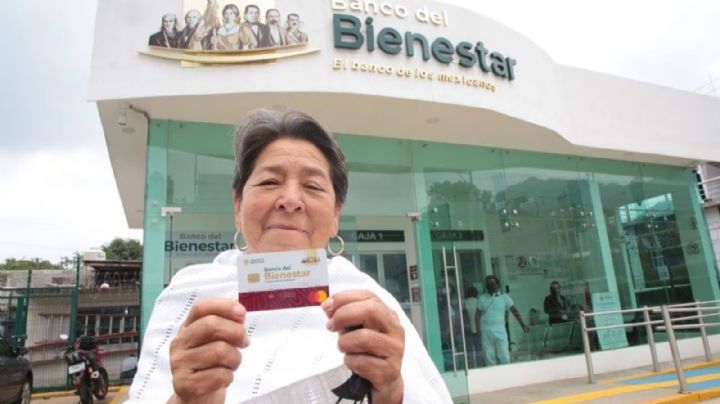 Banco del
Bienestar
El banco de los mexicanos
CAJA 1
CAJA 2
Banco del
Bienestar
Banco del
Bienestar